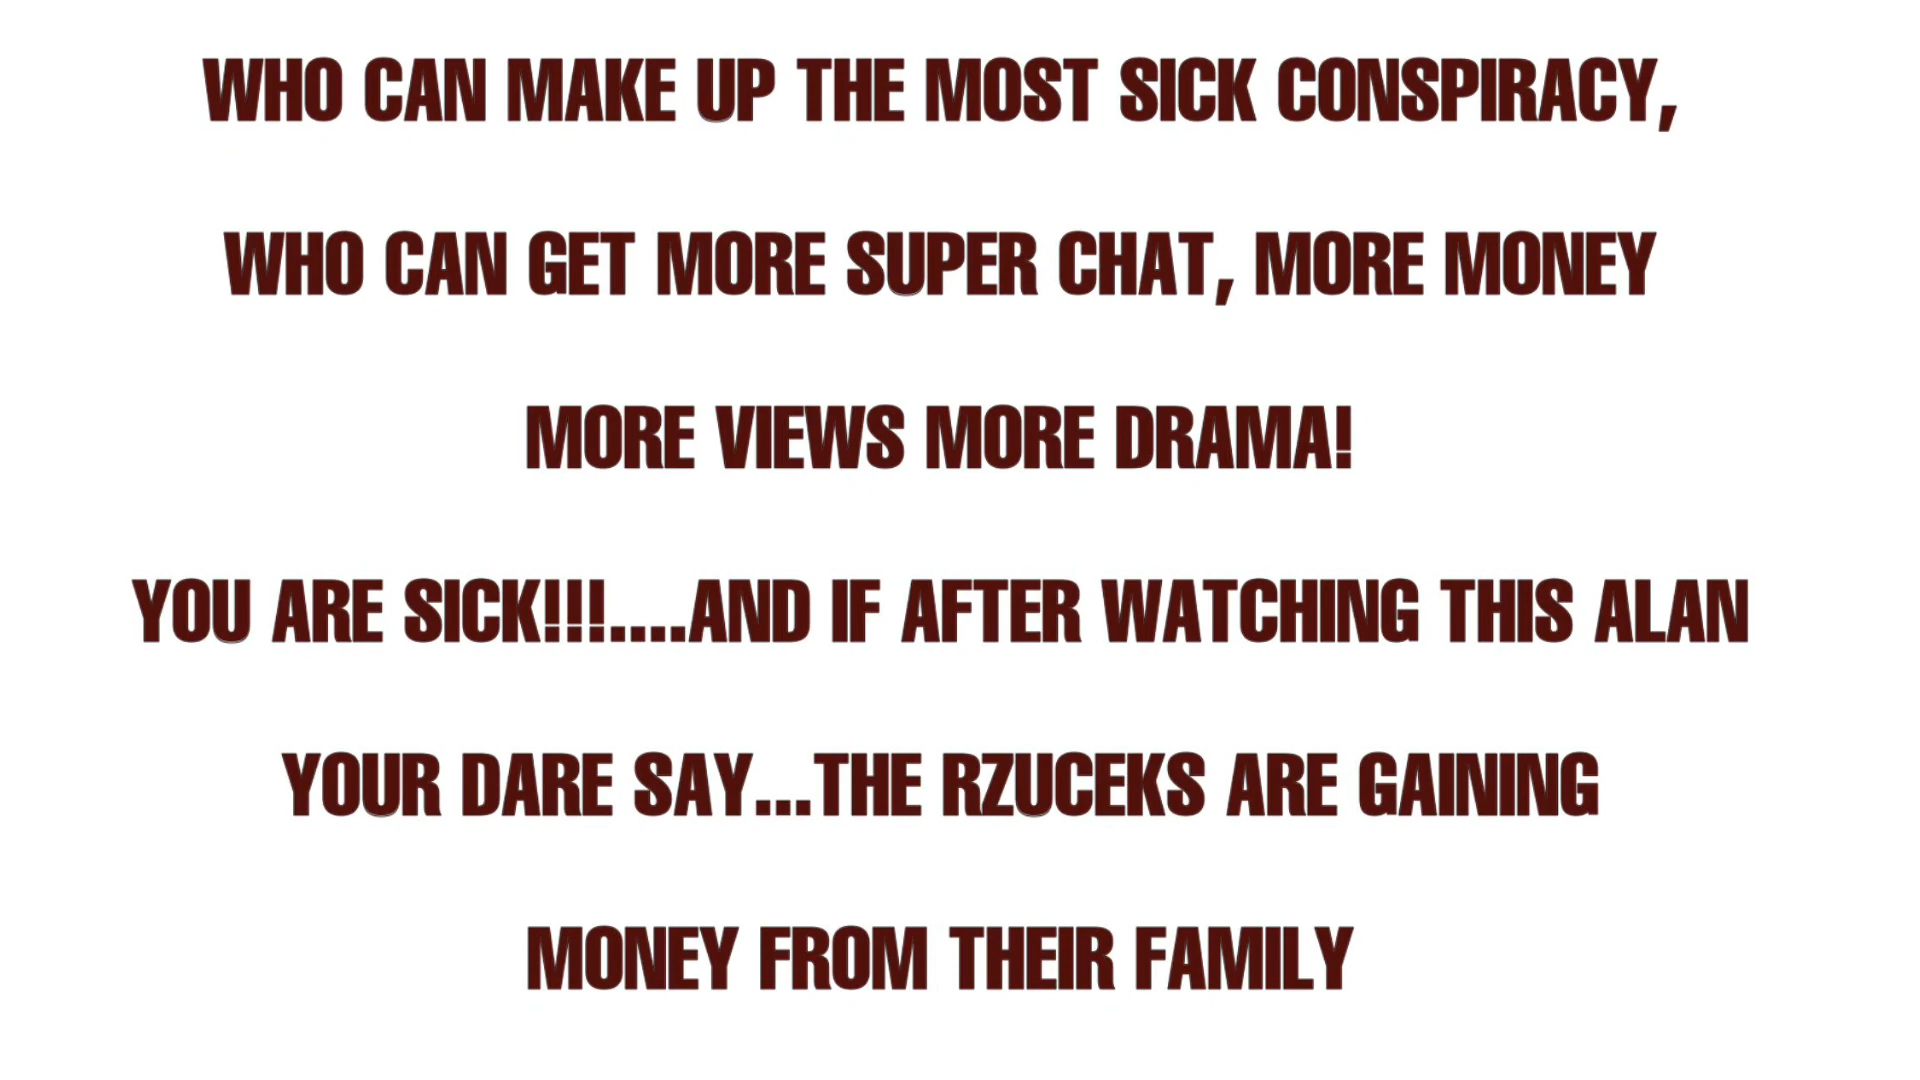 WHO CAN MAKE UP THE MOST SICK CONSPIRACY,
WHO CAN GET MORE SUPER CHAT, MORE MONEY
MORE VIEWS MORE DRAMA!
YOU ARE SICK!!!....AND IF AFTER WATCHING THIS ALAN
YOUR DARE SAY...THE RZUCEKS ARE GAINING
MONEY FROM THEIR FAMILY